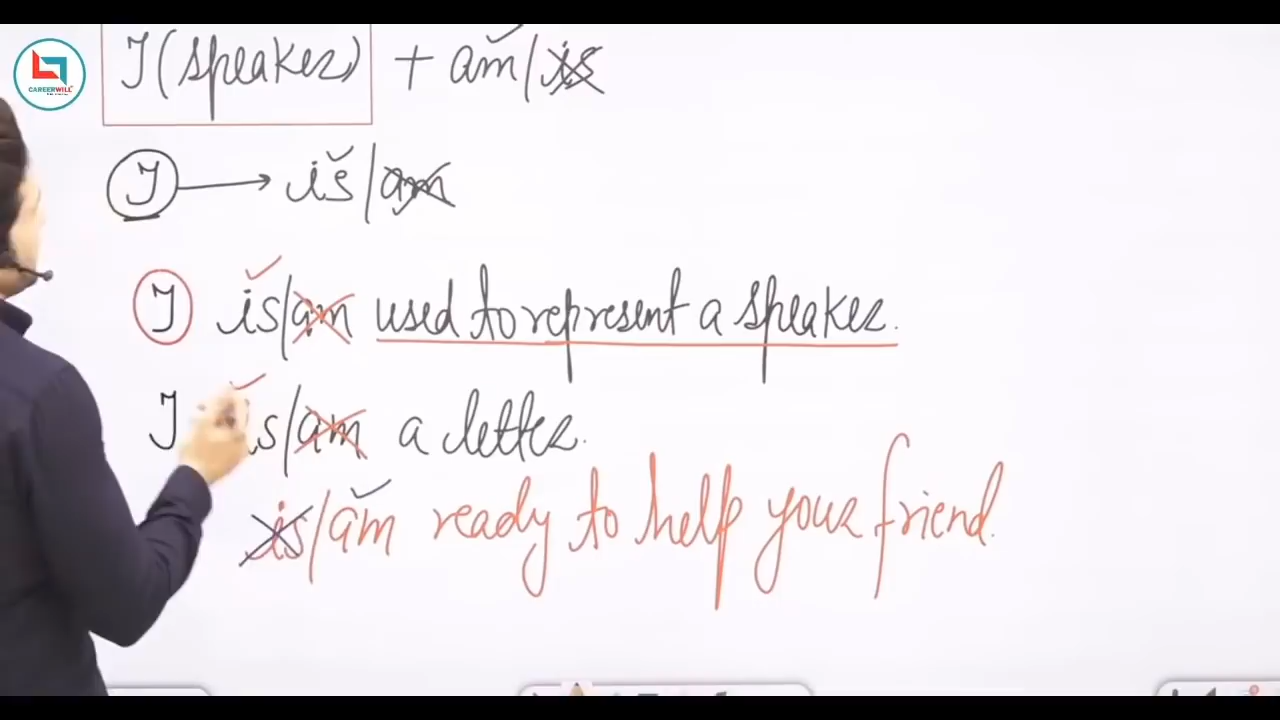 CAREERWILL
I (speaker) + am/is
I → is/am
I is/am used to represent a speaker.
I is/am a letter.
is/am ready to help your friend.